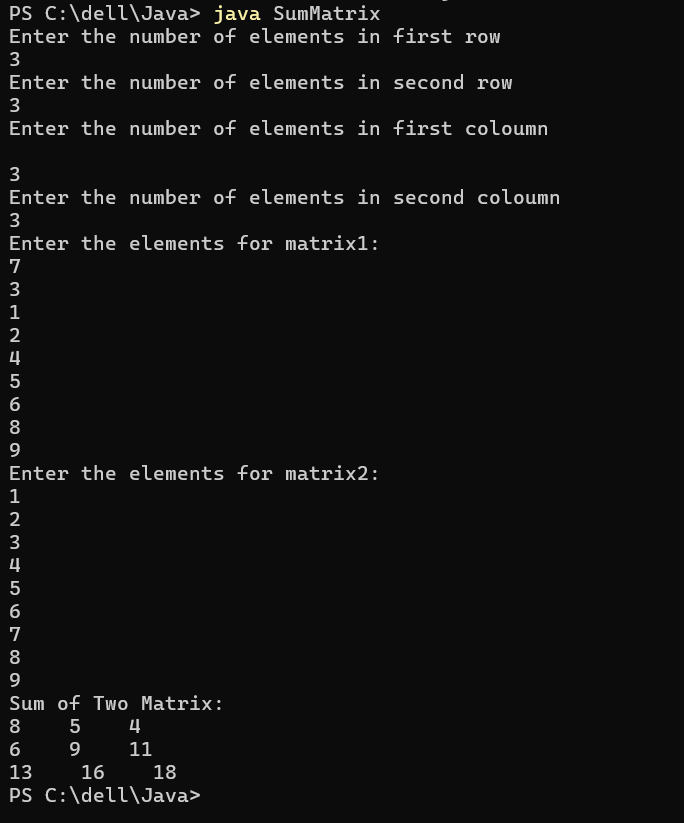 PS C:\dell\Java> java SumMatrix
Enter the number of elements in first row
3
Enter the number of elements in second row
3
Enter the number of elements in first coloumn
3
Enter the number of elements in second coloumn
3
Enter the elements for matrix1:
7
3
1
2
4
5
6
8
9
Enter the elements for matrix2:
1
2
3
4
5
6
7
8
9
Sum of Two Matrix:
8    5    4
6    9    11
13    16    18
PS C:\dell\Java>